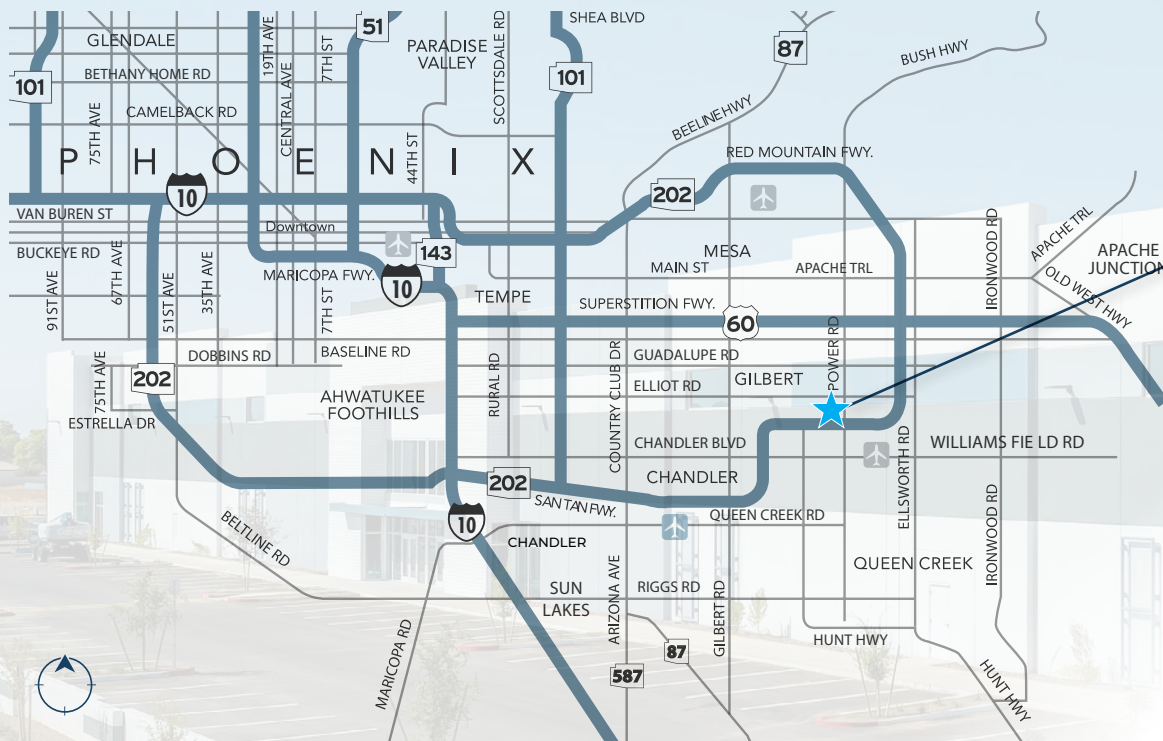 SHEA BLVD
51
GLENDALE
19TH AVE
7TH ST
PARADISE
VALLEY
SCOTTSDALE RD
87
BUSH HWY
101
BETHANY HOME RD
101
75TH AVE
CAMELBACK RD
CENTRAL AVE
BEELINE HWY
PHOENIX
44TH ST
RED MOUNTAIN FWY.
10
202
VAN BUREN ST
Downtown
BUCKEYE RD
143
MESA
IRONWOOD RD
APACHE TRL
APACHE
JUNCTION
MARICOPA FWY.
10
MAIN ST
APACHE TRL
91ST AVE
67TH AVE
51ST AVE
35TH AVE
7TH ST
TEMPE
SUPERSTITION FWY.
60
OLD WEST HWY
DOBBINS RD
BASELINE RD
GUADALUPE RD
POWER RD
75TH AVE
202
AHWATUKEE
FOOTHILLS
RURAL RD
COUNTRY CLUB DR
ELLIOT RD
GILBERT
ESTRELLA DR
CHANDLER BLVD
WILLIAMS FIE LD RD
202
CHANDLER
ELLSWORTH RD
SAN TAN FWY.
10
QUEEN CREEK RD
BELTLINE RD
CHANDLER
IRONWOOD RD
QUEEN CREEK
SUN
LAKES
ARIZONA AVE
RIGGS RD
GILBERT RD
MARICOPA RD
HUNT HWY
87
587
HUNT HWY